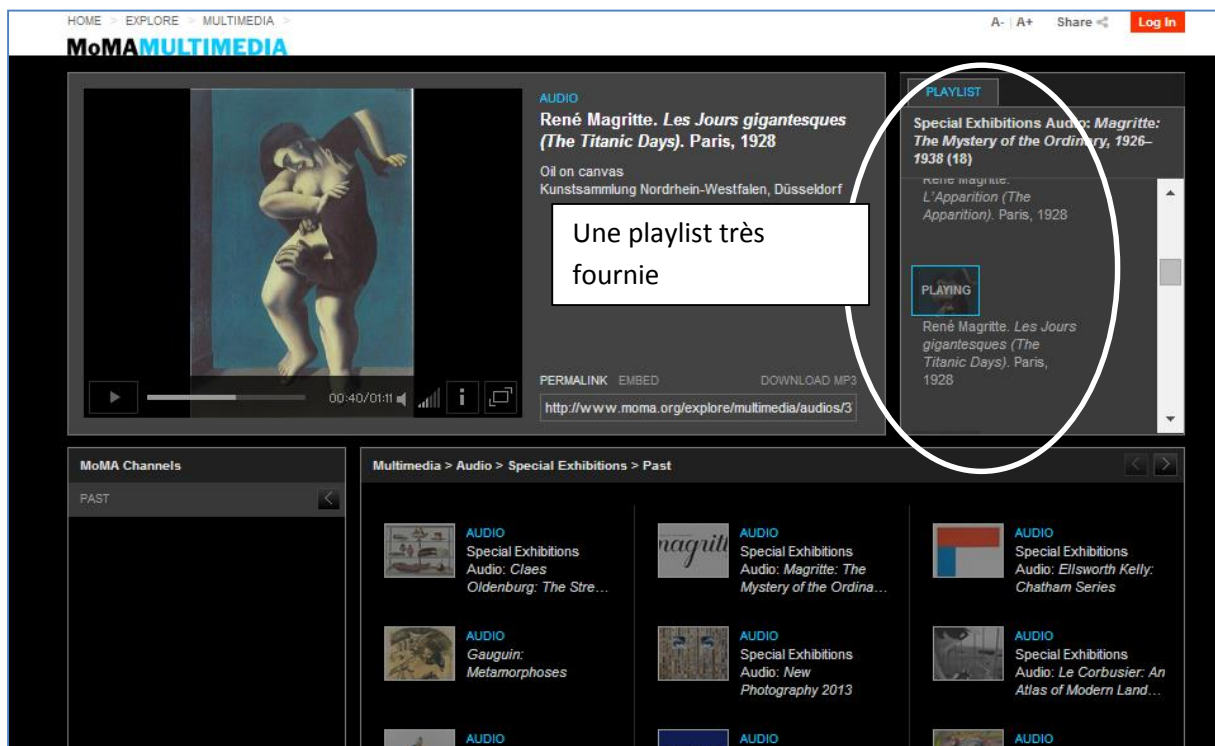 HOME > EXPLORE > MULTIMEDIA >
A- | A+ Share Log In
MoMAMULTIMEDIA
AUDIO
René Magritte. Les Jours gigantesques
(The Titanic Days). Paris, 1928
Oil on canvas
Kunstsammlung Nordrhein-Westfalen, Düsseldorf
Une playlist très
fournie
00:40/01:11
i
PERMALINK EMBED DOWNLOAD MP3
http://www.moma.org/explore/multimedia/audios/3
PLAYLIST
Special Exhibitions Audio: Magritte:
The Mystery of the Ordinary, 1926–
1938 (18)
René Magritte.
L'Apparition (The
Apparition). Paris, 1928
PLAYING
René Magritte. Les Jours
gigantesques (The
Titanic Days). Paris,
1928
MoMA Channels
PAST
Multimedia > Audio > Special Exhibitions > Past
AUDIO
Special Exhibitions
Audio: Claes
Oldenburg: The Stre…
magritt
AUDIO
Special Exhibitions
Audio: Magritte: The
Mystery of the Ordina…
AUDIO
Special Exhibitions
Audio: Ellsworth Kelly:
Chatham Series
AUDIO
Gauguin:
Metamorphoses
AUDIO
Special Exhibitions
Audio: New
Photography 2013
AUDIO
Special Exhibitions
Audio: Le Corbusier: An
Atlas of Modern Land…
AUDIO
AUDIO
AUDIO